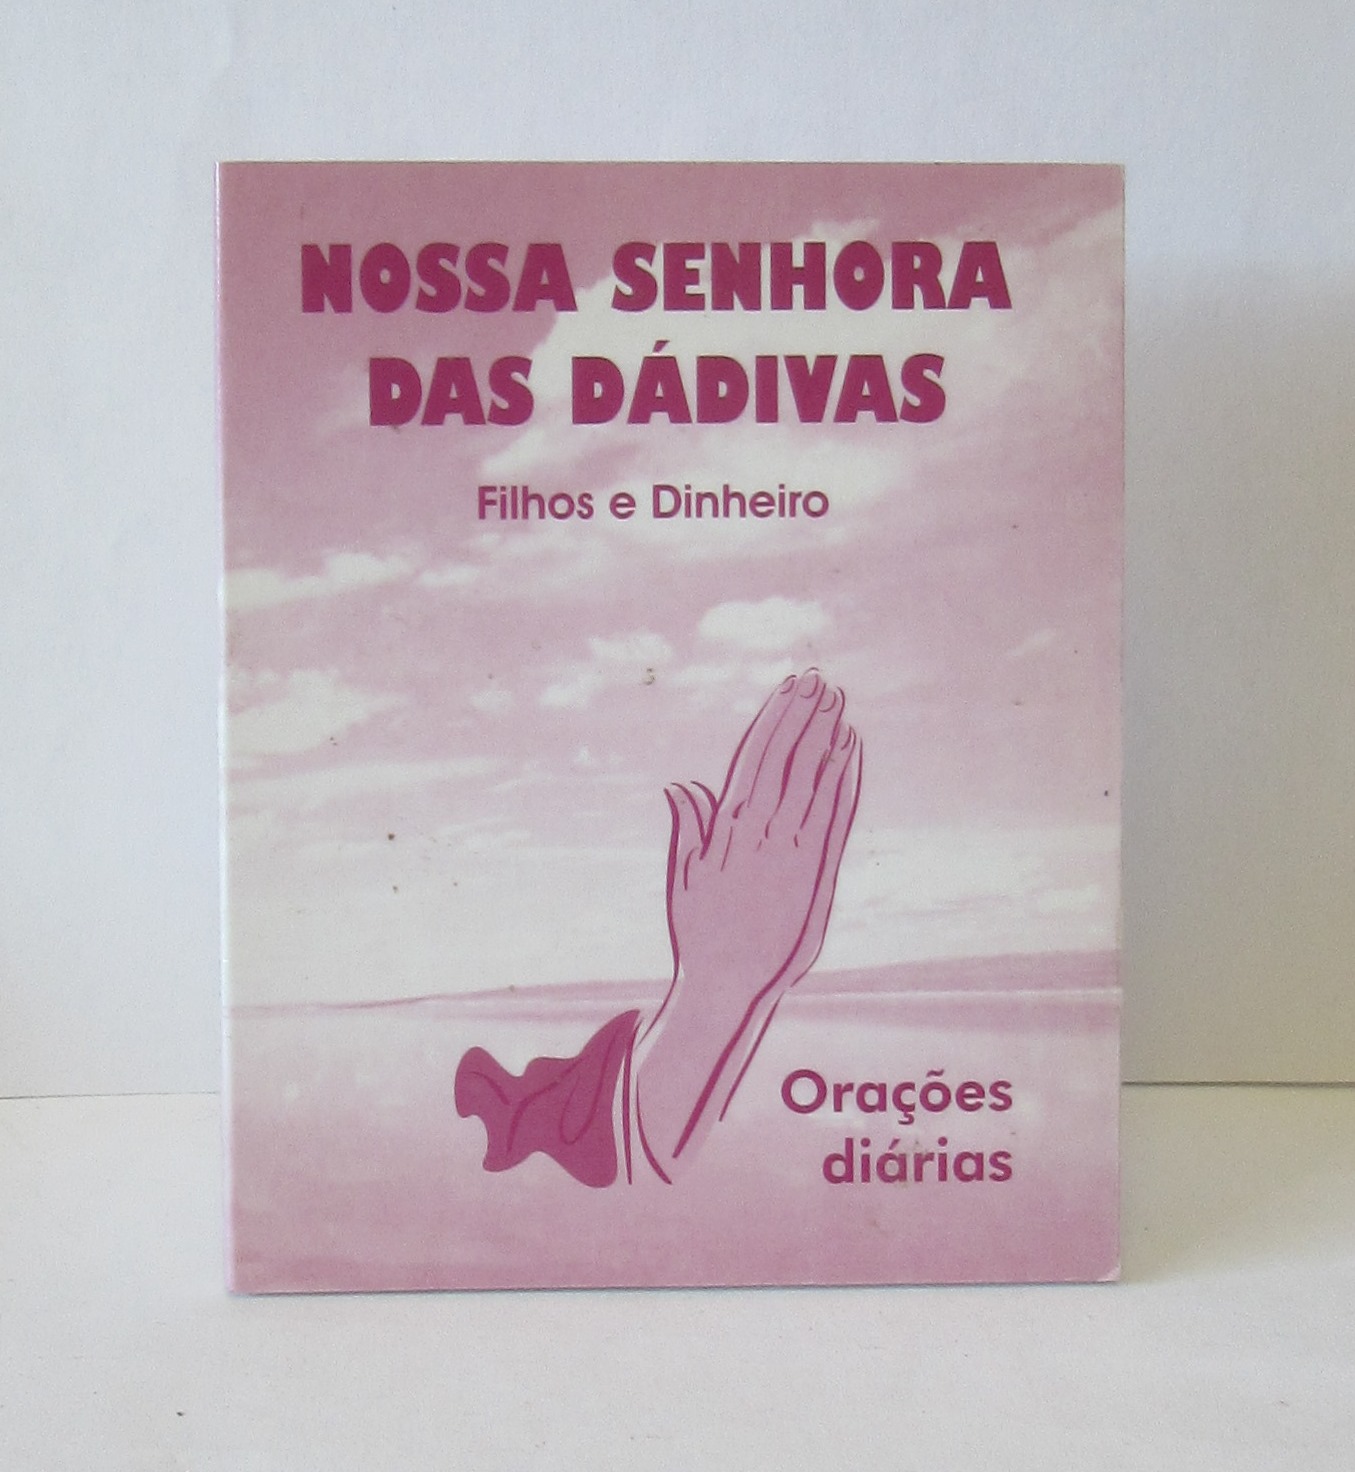 NOSSA SENHORA
DAS DÁDIVAS
Filhos e Dinheiro
Orações
diárias